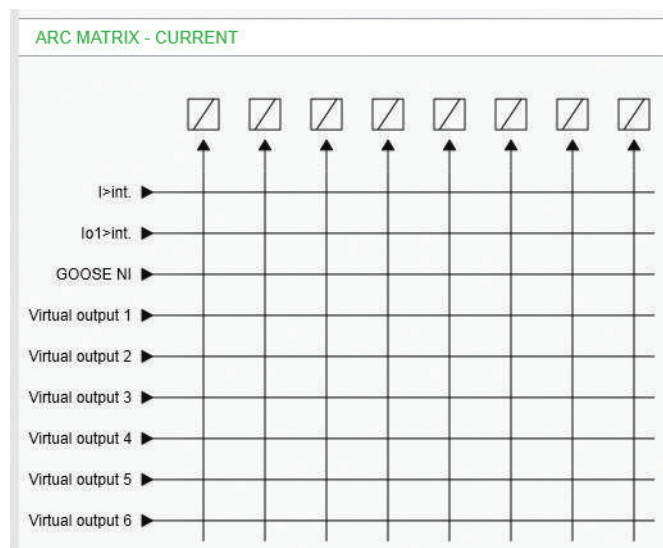 ARC MATRIX - CURRENT
I>int.
Io1>int.
GOOSE NI
Virtual output 1
Virtual output 2
Virtual output 3
Virtual output 4
Virtual output 5
Virtual output 6